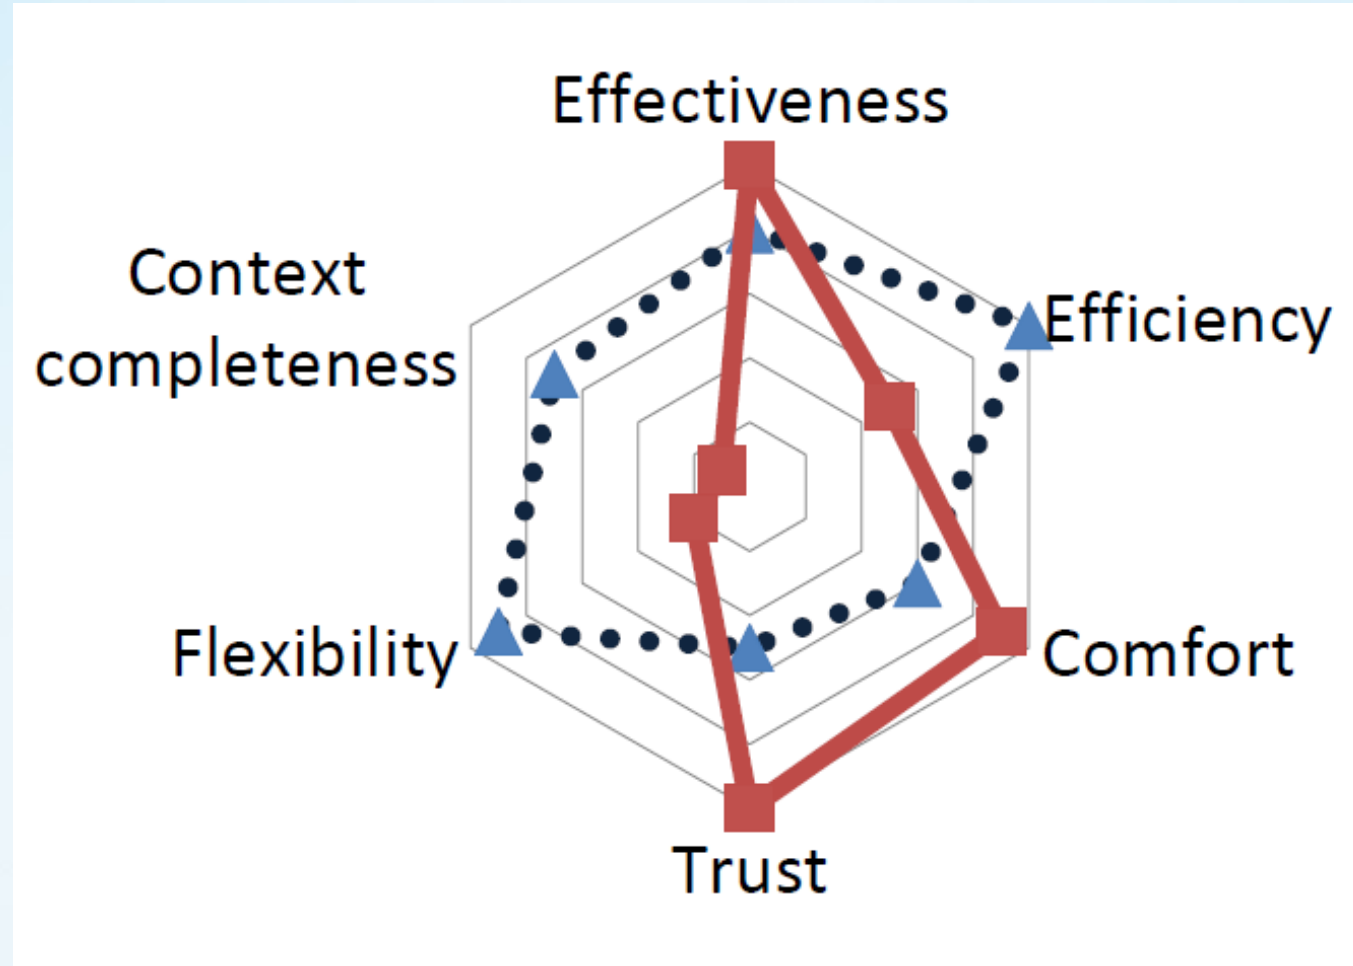 Effectiveness
Context
completeness
Efficiency
Flexibility
Comfort
Trust